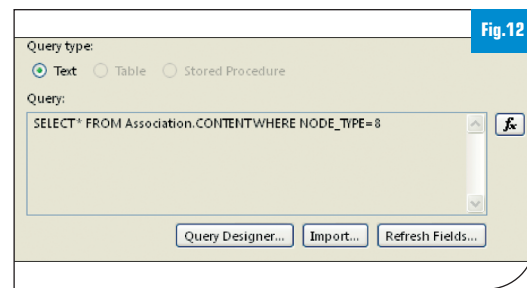 Fig.12
Query type:
Text Table Stored Procedure
Query:
SELECT* FROM Association.CONTENTWHERE NODE_TYPE=8
fx
Query Designer... Import... Refresh Fields...